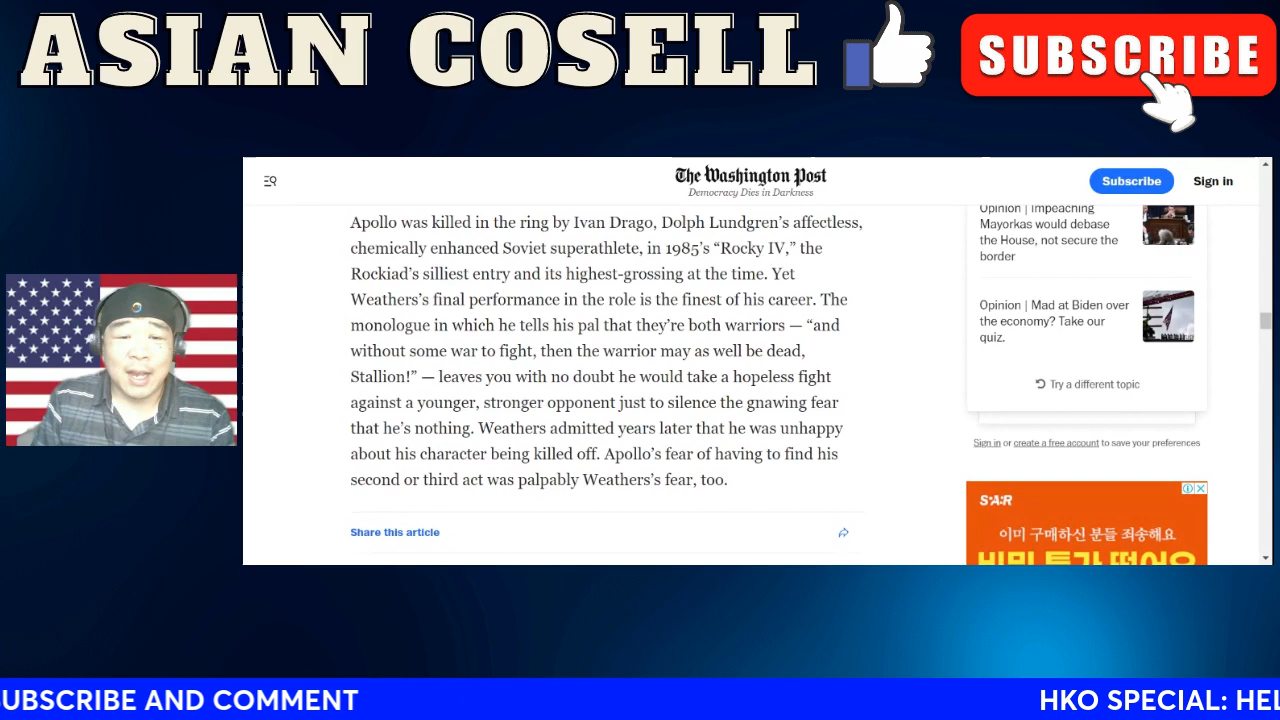 ASIAN COSELL
SUBSCRIBE
The Washington Post
Democracy Dies in Darkness
Subscribe
Sign in
Apollo was killed in the ring by Ivan Drago, Dolph Lundgren’s affectless,
chemically enhanced Soviet superathlete, in 1985’s “Rocky IV,” the
Rockiad’s silliest entry and its highest-grossing at the time. Yet
Weathers’s final performance in the role is the finest of his career. The
monologue in which he tells his pal that they’re both warriors — “and
without some war to fight, then the warrior may as well be dead,
Stallion!” — leaves you with no doubt he would take a hopeless fight
against a younger, stronger opponent just to silence the gnawing fear
that he’s nothing. Weathers admitted years later that he was unhappy
about his character being killed off. Apollo’s fear of having to find his
second or third act was palpably Weathers’s fear, too.
Share this article
Opinion | Impeaching
Mayorkas would debase
the House, not secure the
border
Opinion | Mad at Biden over
the economy? Take our
quiz.
Try a different topic
Sign in or create a free account to save your preferences
이미 구매하신 분들 죄송해요
SUBSCRIBE AND COMMENT
HKO SPECIAL: HEL